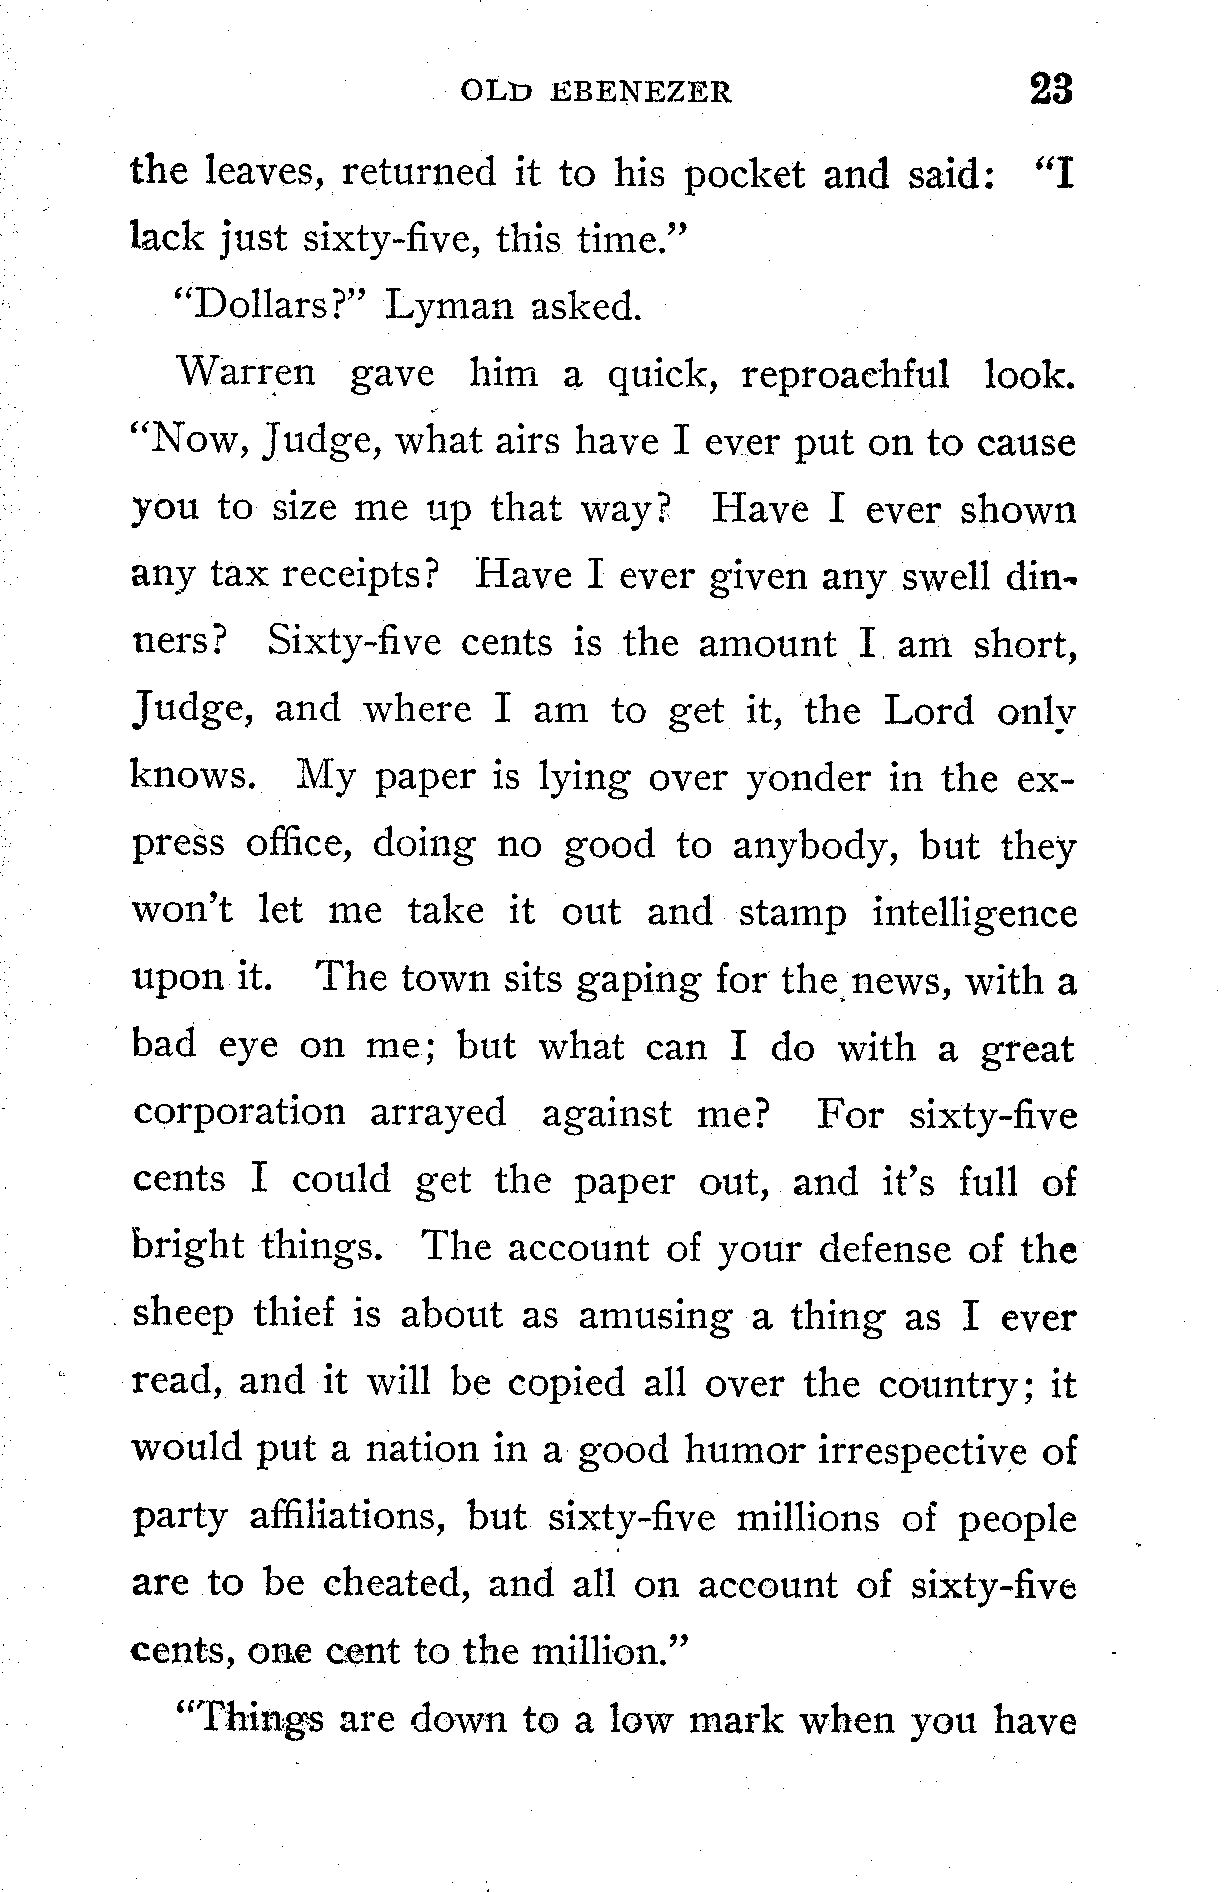 OLD EBENEZER 23
the leaves, returned it to his pocket and said: "I
lack just sixty-five, this time."
"Dollars?" Lyman asked.
Warren gave him a quick, reproachful look.
"Now, Judge, what airs have I ever put on to cause
you to size me up that way? Have I ever shown
any tax receipts? Have I ever given any swell din-
ners? Sixty-five cents is the amount I am short,
Judge, and where I am to get it, the Lord only
knows. My paper is lying over yonder in the ex-
press office, doing no good to anybody, but they
won't let me take it out and stamp intelligence
upon it. The town sits gaping for the news, with a
bad eye on me; but what can I do with a great
corporation arrayed against me? For sixty-five
cents I could get the paper out, and it's full of
bright things. The account of your defense of the
sheep thief is about as amusing a thing as I ever
read, and it will be copied all over the country; it
would put a nation in a good humor irrespective of
party affiliations, but sixty-five millions of people
are to be cheated, and all on account of sixty-five
cents, one cent to the million."
"Things are down to a low mark when you have